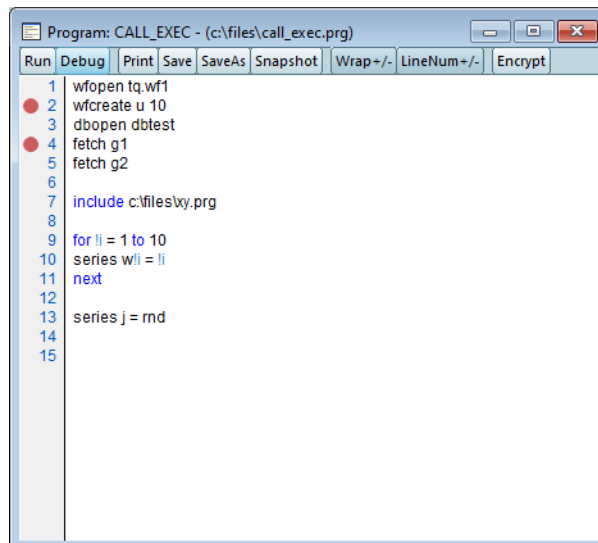 Program: CALL_EXEC - (c:\files\call_exec.prg)
Run Debug Print Save SaveAs Snapshot Wrap+/- LineNum+/- Encrypt
1 wfopen tq.wf1
2 wfcreate u 10
3 dbopen dbtest
4 fetch g1
5 fetch g2
6
7 include c:\files\xy.prg
8
9 for !i = 1 to 10
10 series w!i = !i
11 next
12
13 series j = rnd
14
15